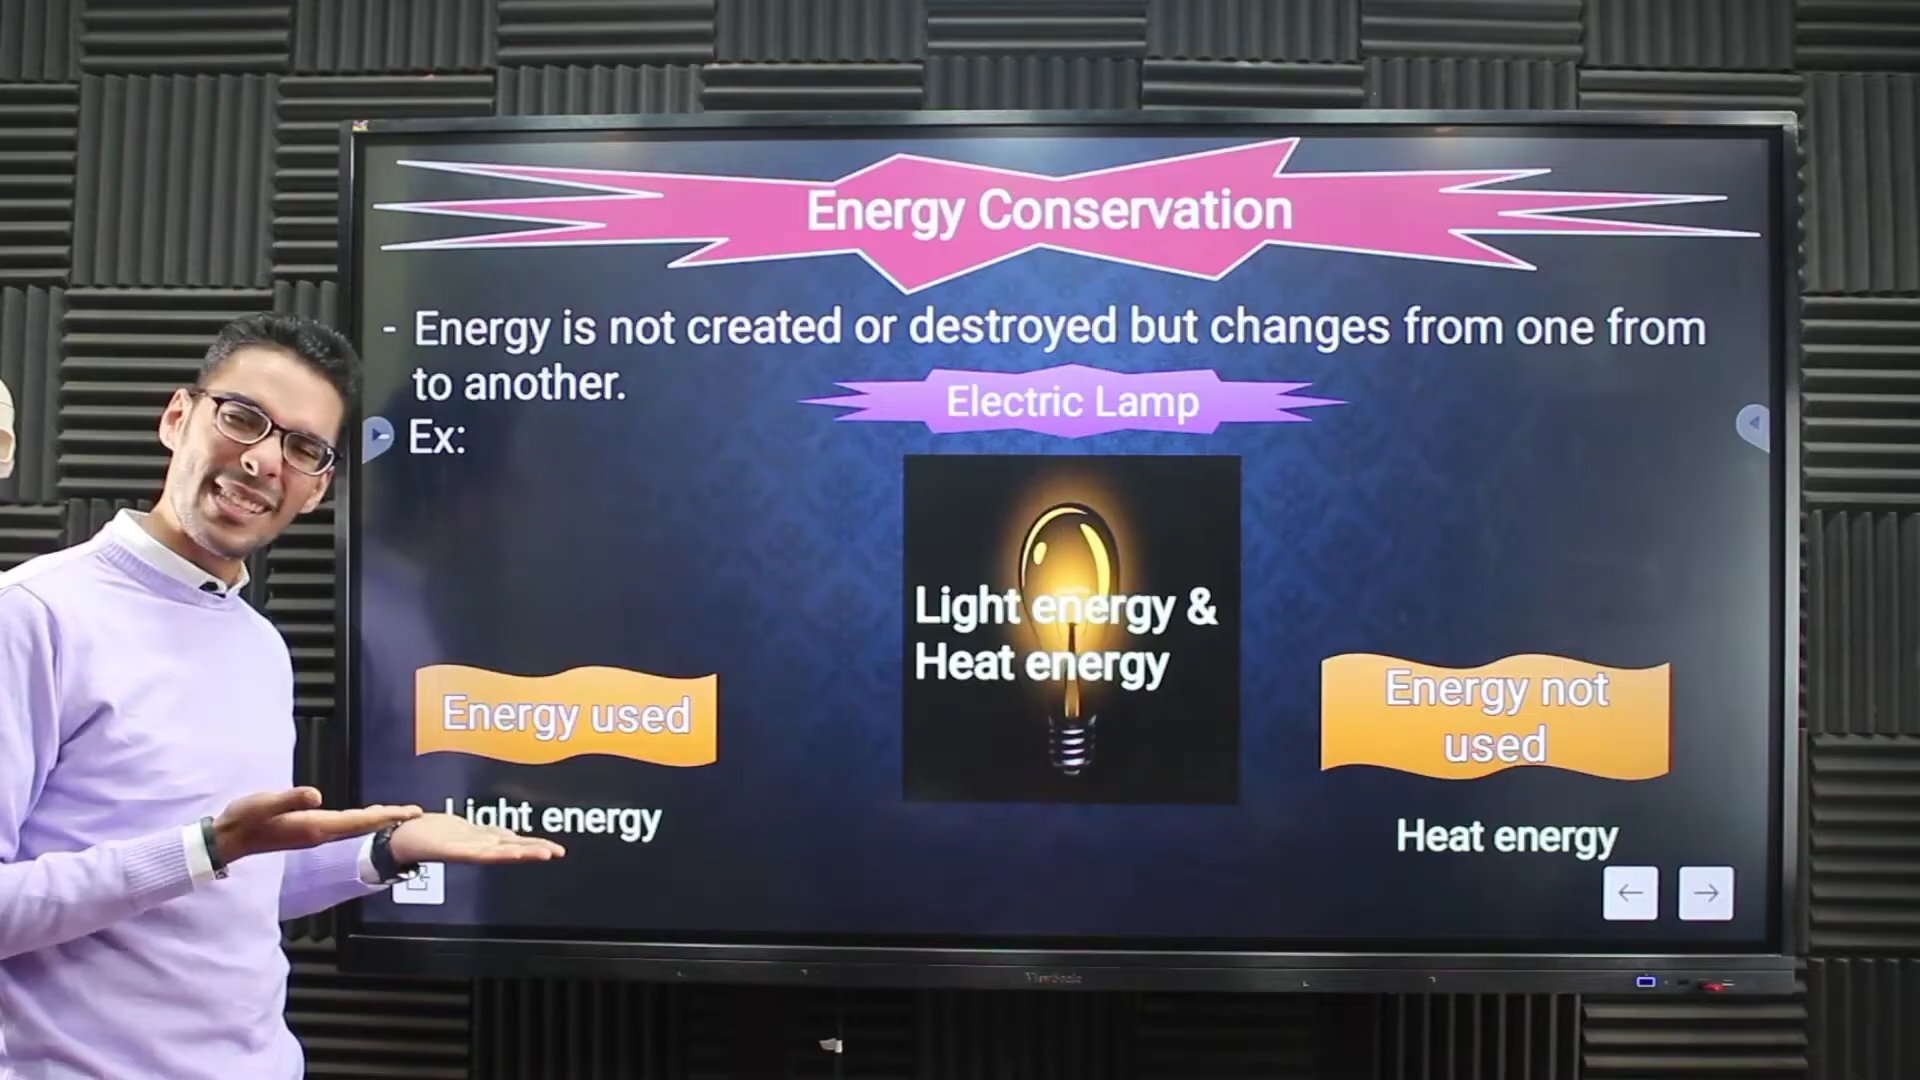 Energy Conservation
- Energy is not created or destroyed but changes from one from
to another.
Electric Lamp
Ex:
Light energy &
Heat energy
Energy used
Energy not
used
Light energy
Heat energy
ViewSonic